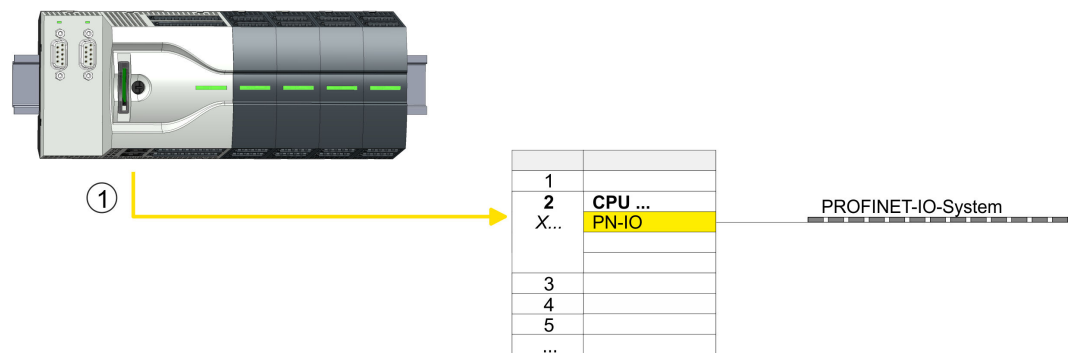 1
1
2 CPU ...
X... PN-IO
PROFINET-IO-System
3
4
5
...